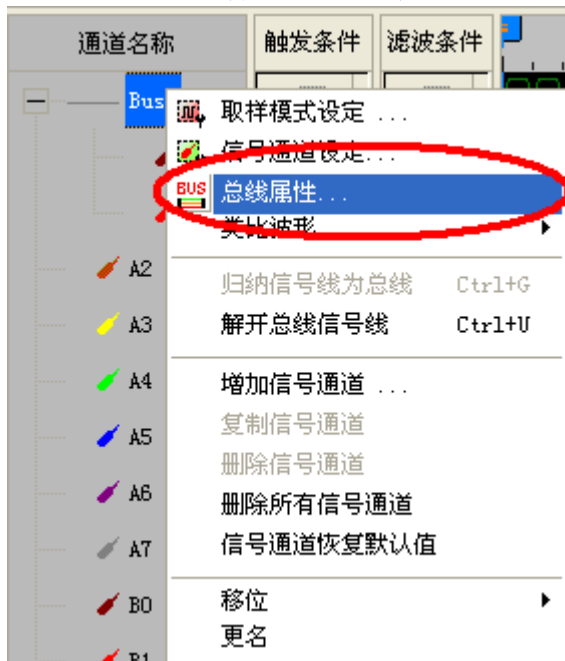 通道名称 触发条件 滤波条件
Bus
取样模式设定 ...
信号通道设定...
BUS 总线属性...
类比波形
A2
归纳信号线为总线 Ctrl+G
A3 解开总线信号线 Ctrl+U
A4 增加信号通道 ...
复制信号通道
A5
删除信号通道
A6 删除所有信号通道
A7 信号通道恢复默认值
B0 移位
更名
B1